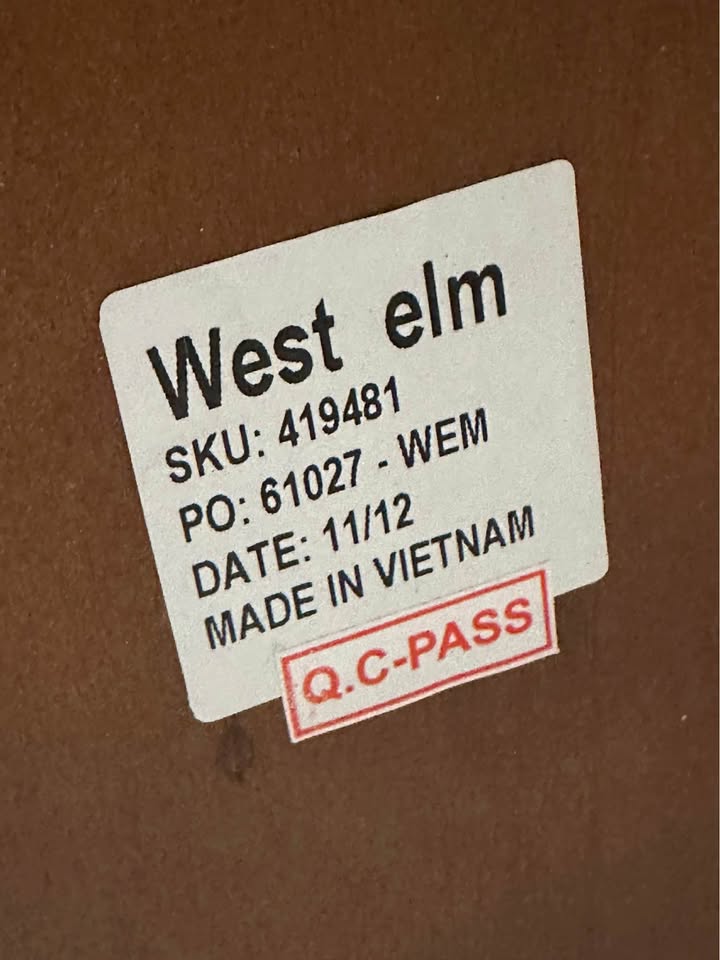 West elm
SKU: 419481
PO: 61027 - WEM
DATE: 11/12
MADE IN VIETNAM
Q.C-PASS